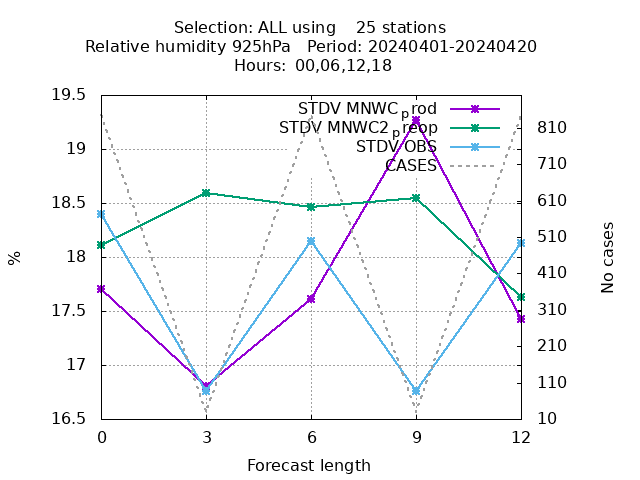 Selection: ALL using    25 stations
Relative humidity 925hPa   Period: 20240401-20240420
Hours: 00,06,12,18
STDV MNWC_prod
STDV MNWC2_preop
STDV OBS
CASES
19.5
19
18.5
18
17.5
17
16.5
810
710
610
510
410
310
210
110
10
%
No cases
0 3 6 9 12
Forecast length